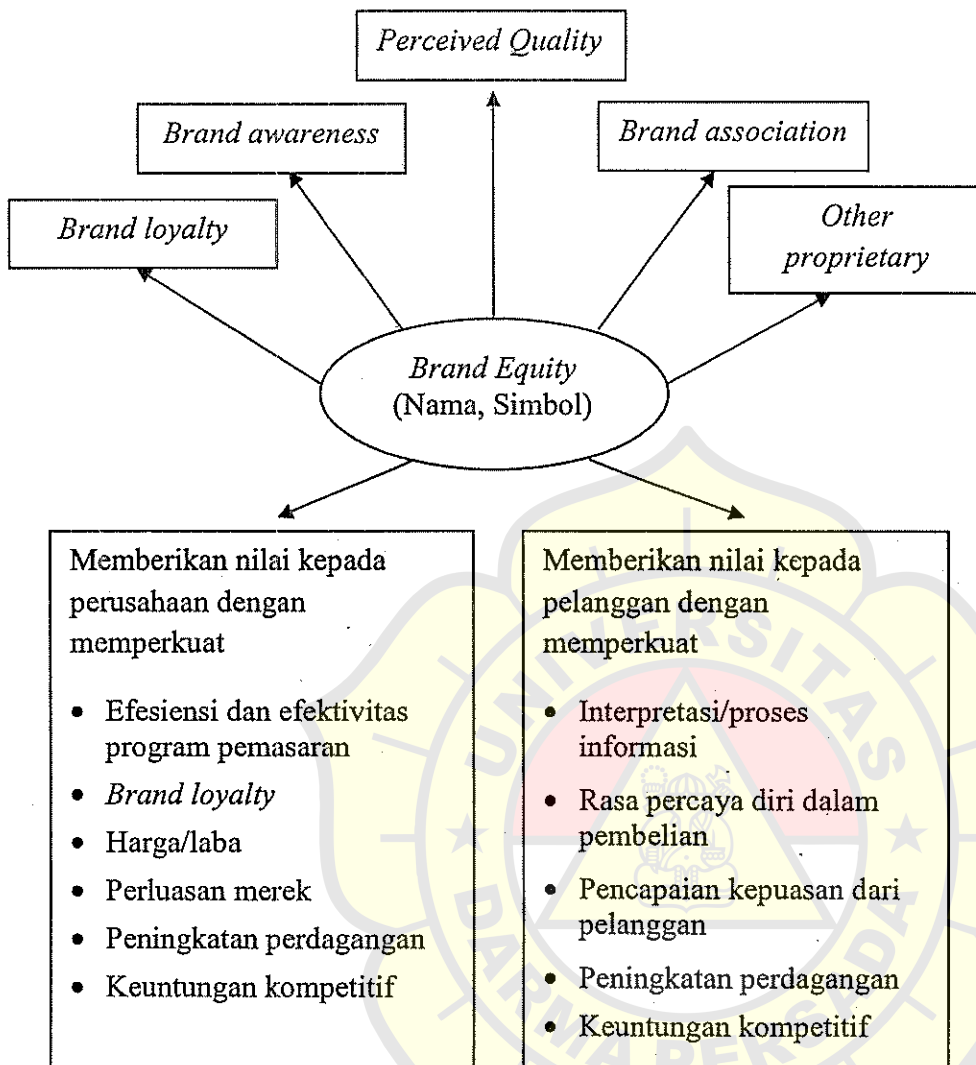 Perceived Quality
Brand awareness
Brand association
Brand loyalty
Other
proprietary
Brand Equity
(Nama, Simbol)
Memberikan nilai kepada
perusahaan dengan
memperkuat
• Efesiensi dan efektivitas
program pemasaran
• Brand loyalty
• Harga/laba
• Perluasan merek
• Peningkatan perdagangan
• Keuntungan kompetitif
Memberikan nilai kepada
pelanggan dengan
memperkuat
• Interpretasi/proses
informasi
• Rasa percaya diri dalam
pembelian
• Pencapaian kepuasan dari
pelanggan
• Peningkatan perdagangan
• Keuntungan kompetitif
UNIVERSITAS
DARMA PERSADA